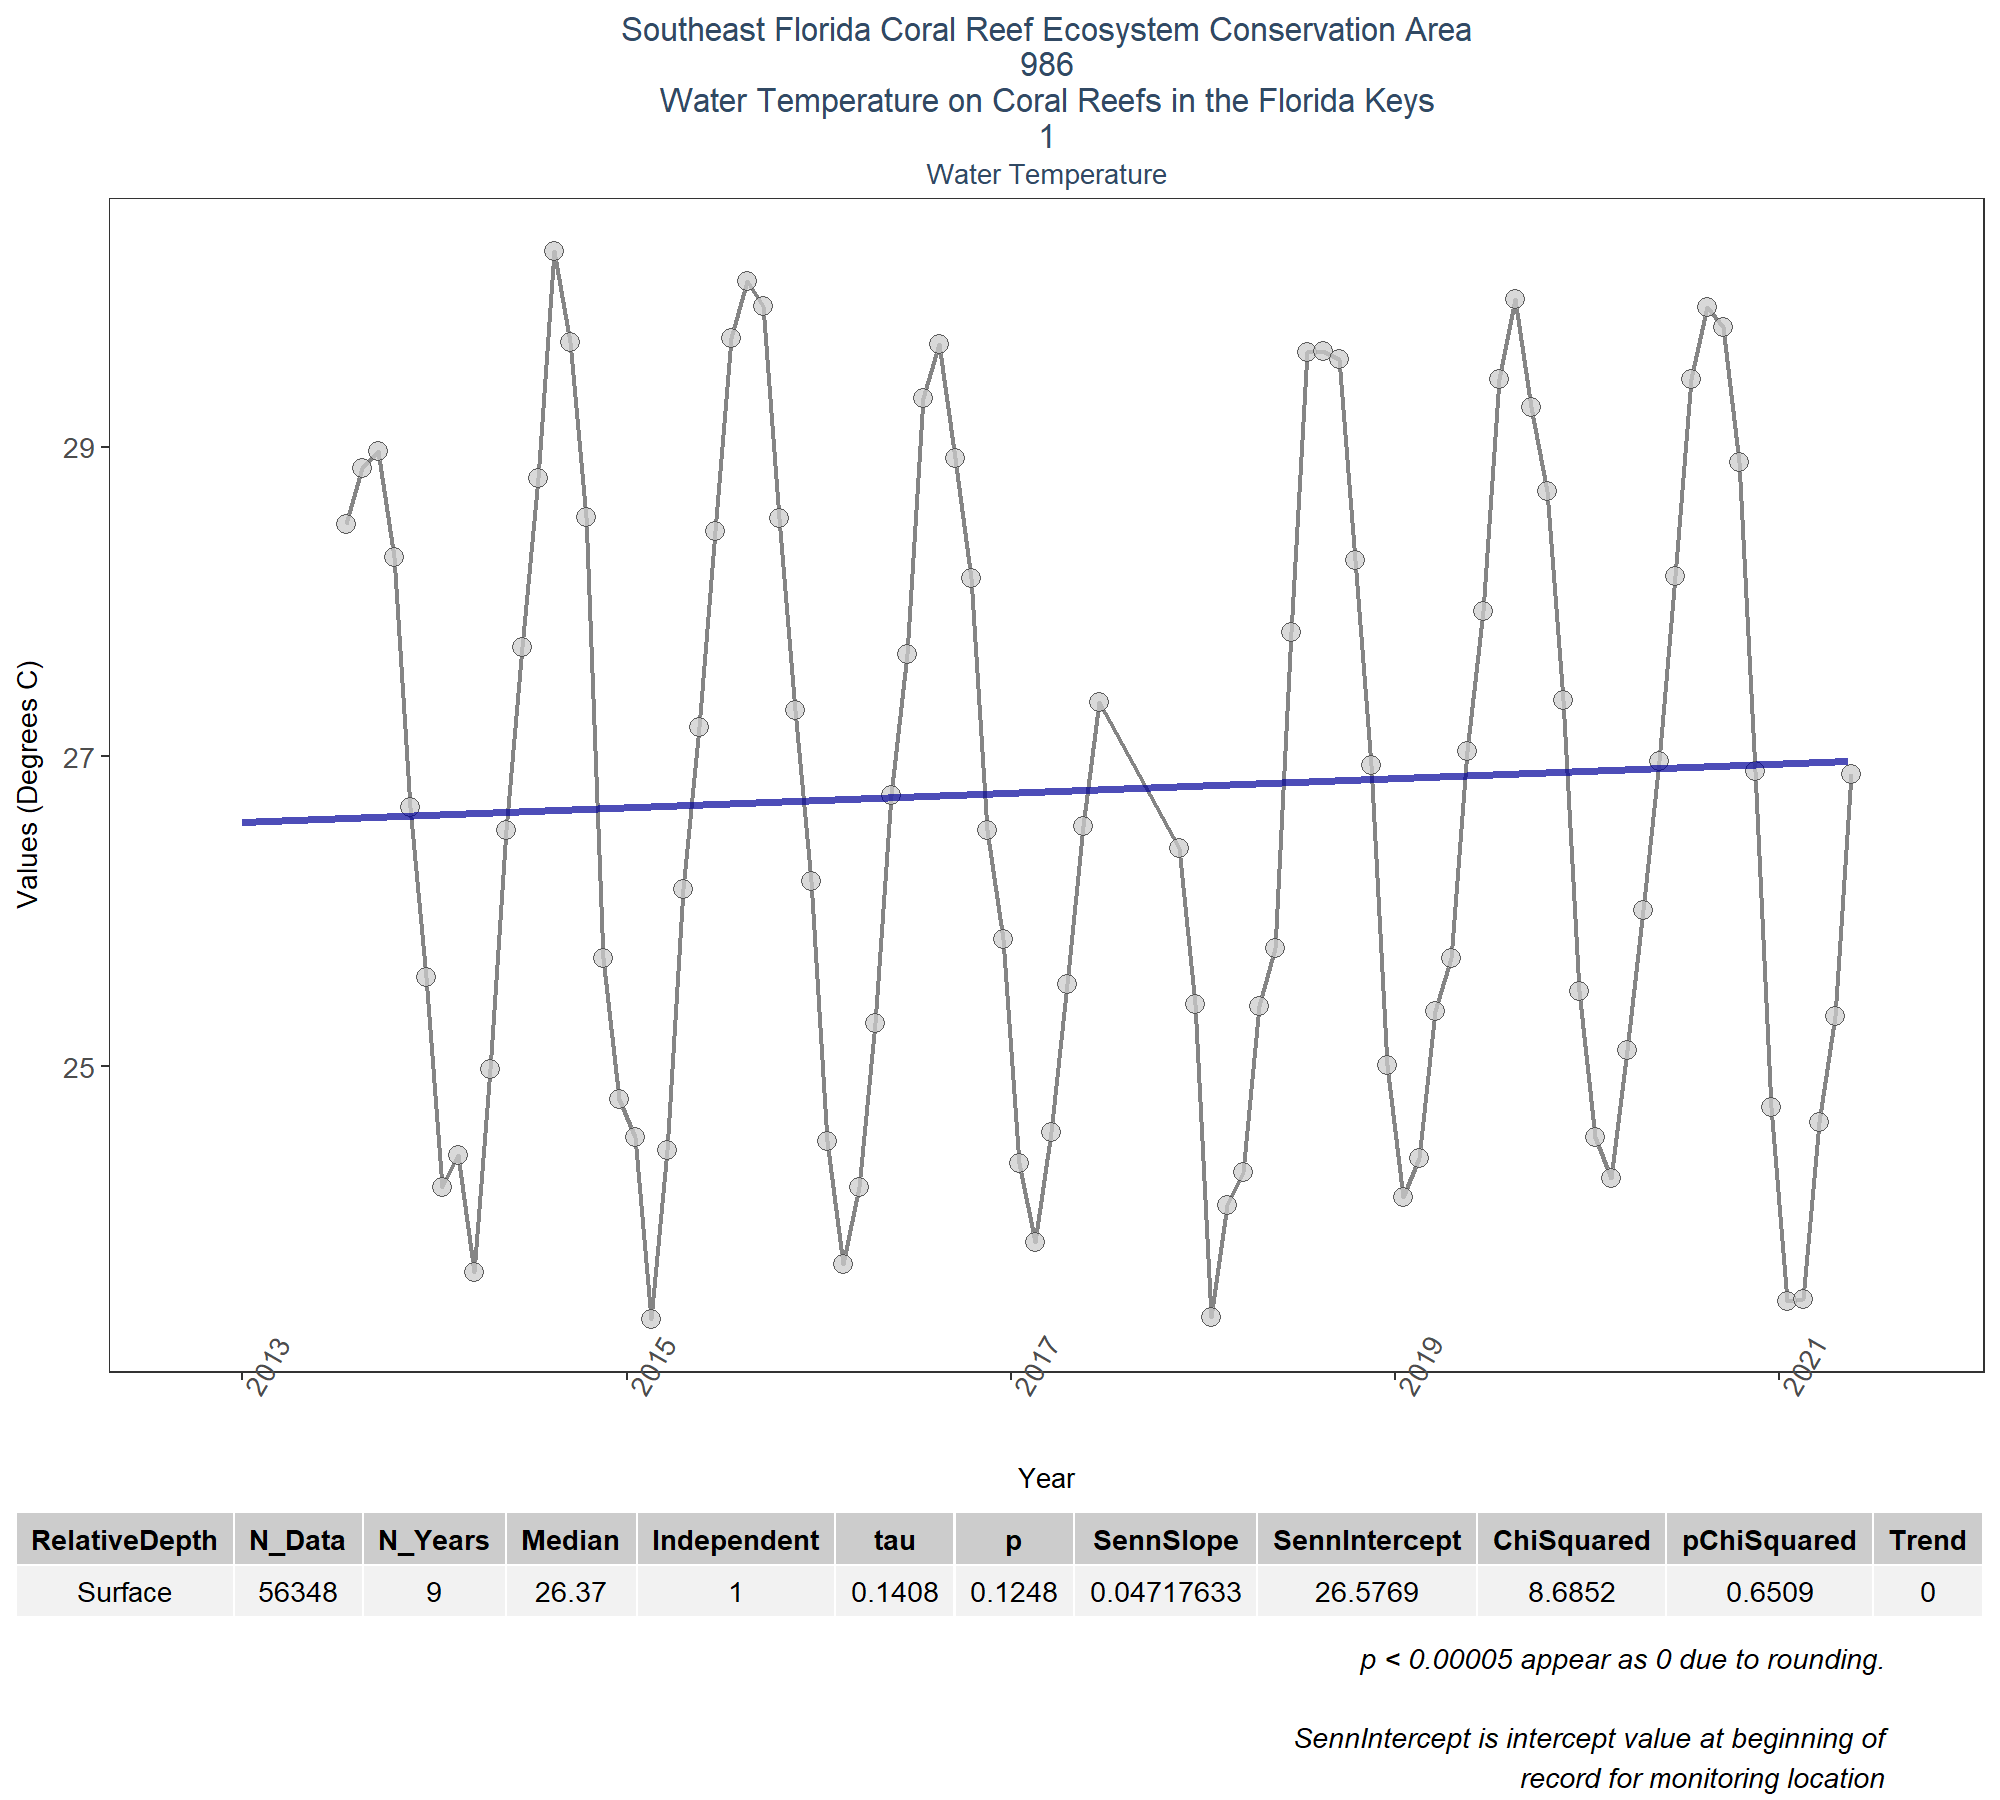 Southeast Florida Coral Reef Ecosystem Conservation Area
986
Water Temperature on Coral Reefs in the Florida Keys
1
Water Temperature
Values (Degrees C)
29
27
25
2013
2015
2017
2019
2021
Year
RelativeDepth N_Data N_Years Median Independent tau p SennSlope SennIntercept ChiSquared pChiSquared Trend
Surface 56348 9 26.37 1 0.1408 0.1248 0.04717633 26.5769 8.6852 0.6509 0
p < 0.00005 appear as 0 due to rounding.
SennIntercept is intercept value at beginning of
record for monitoring location